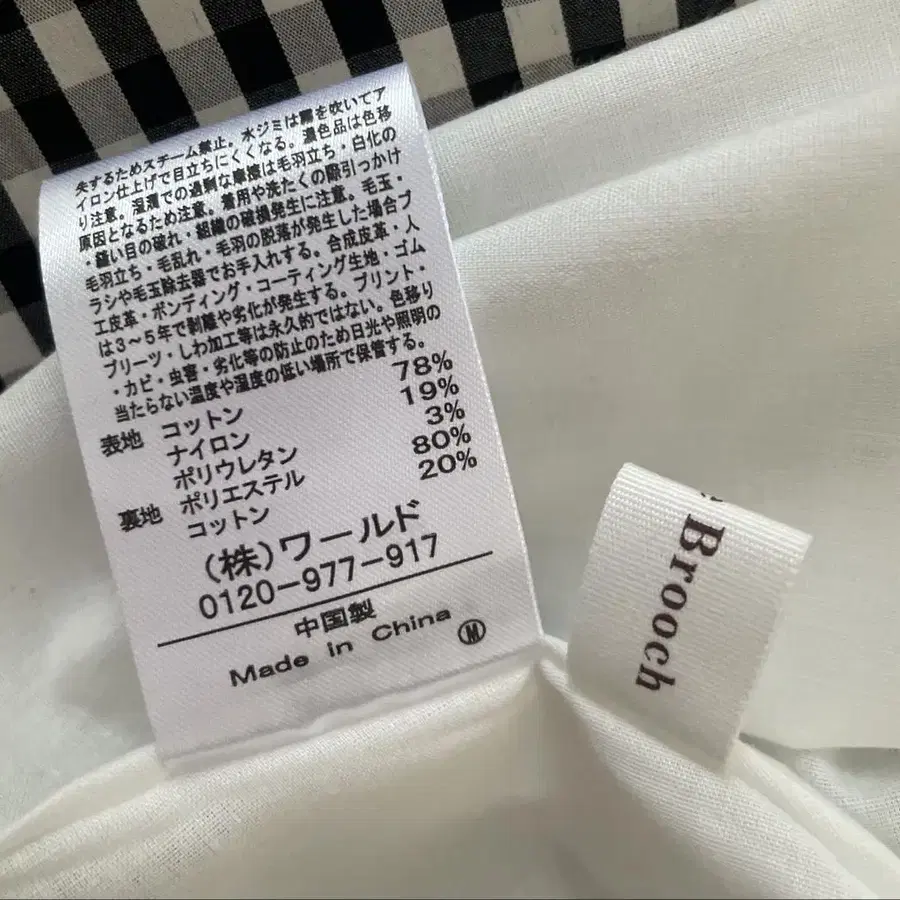 失するためスチーム禁止。水ジミは霧を吹いてア
イロン仕上げで目立ちにくくなる。濃色品は色移
り注意。湿潤での過剰な摩擦は毛羽立ち・白化の
原因となるため注意。着用や洗たくの際引っかけ
・縫い目の破れ・組織の破損発生に注意。毛玉・
毛羽立ち・毛乱れ・毛羽の脱落が発生した場合ブ
ラシや毛玉除去器でお手入れする。合成皮革・人
工皮革・ボンディング・コーティング生地・ゴム
は3~5年で剥離や劣化が発生する。プリント・
プリーツ・しわ加工等は永久的ではない。色移り
・カビ・虫害・劣化等の防止のため日光や照明の
当たらない温度や湿度の低い場所で保管する。
表地 コットン 78%
ナイロン 19%
ポリウレタン 3%
裏地 ポリエステル 80%
コットン 20%
(株)ワールド
0120-977-917
中国製
Made in China
M
Brooch